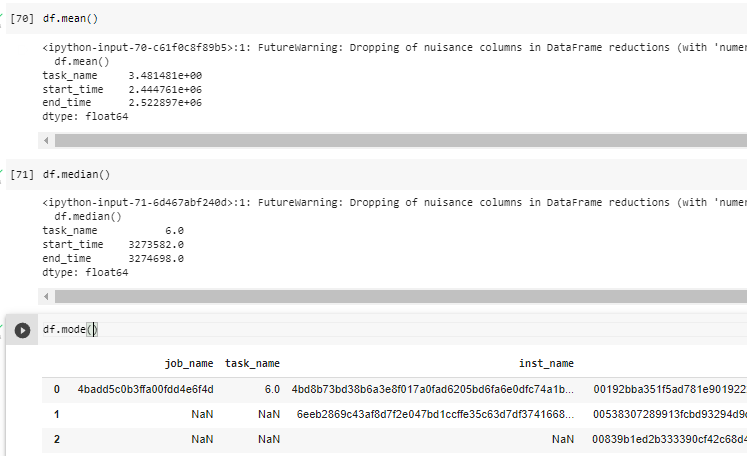 [70] df.mean()
<ipython-input-70-c61f0c8f89b5>:1: FutureWarning: Dropping of nuisance columns in DataFrame reductions (with 'nume
df.mean()
task_name 3.481481e+00
start_time 2.444761e+06
end_time 2.522897e+06
dtype: float64
[71] df.median()
<ipython-input-71-6d467abf240d>:1: FutureWarning: Dropping of nuisance columns in DataFrame reductions (with 'nume
df.median()
task_name 6.0
start_time 3273582.0
end_time 3274698.0
dtype: float64
df.mode()
job_name task_name inst_name
0 4badd5c0b3ffa00fdd4e6f4d 6.0 4bd8b73bd38b6a3e8f017a0fad6205bd6fa6e0dfc74a1b... 00192bba351f5ad781e901922
1 NaN NaN 6eeb2869c43af8d7f2e047bd1ccffe35c63d7df3741668... 00538307289913fcbd93294d9
2 NaN NaN NaN 00839b1ed2b333390cf42c68d4